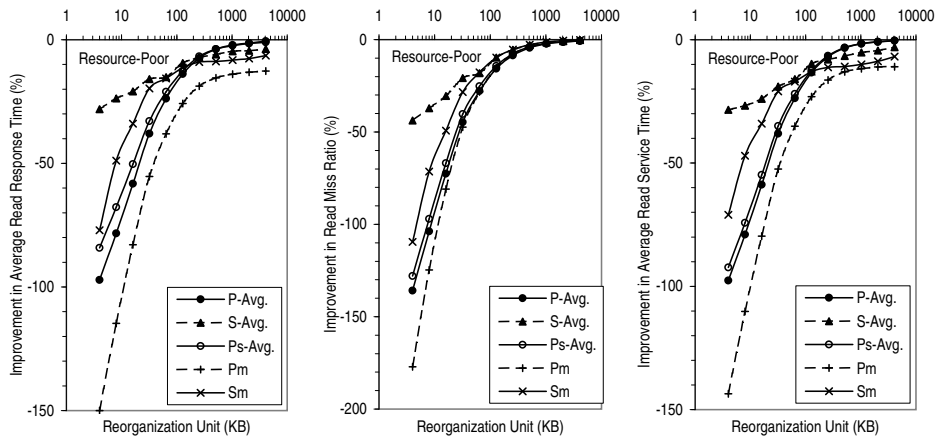 1 10 100 1000 10000
0
-50
-100
-150
Resource-Poor
Improvement in Average Read Response Time (%)
P-Avg.
S-Avg.
Ps-Avg.
Pm
Sm
Reorganization Unit (KB)
1 10 100 1000 10000
0
-50
-100
-150
-200
Resource-Poor
Improvement in Read Miss Ratio (%)
P-Avg.
S-Avg.
Ps-Avg.
Pm
Sm
Reorganization Unit (KB)
1 10 100 1000 10000
0
-50
-100
-150
Resource-Poor
Improvement in Average Read Service Time (%)
P-Avg.
S-Avg.
Ps-Avg.
Pm
Sm
Reorganization Unit (KB)